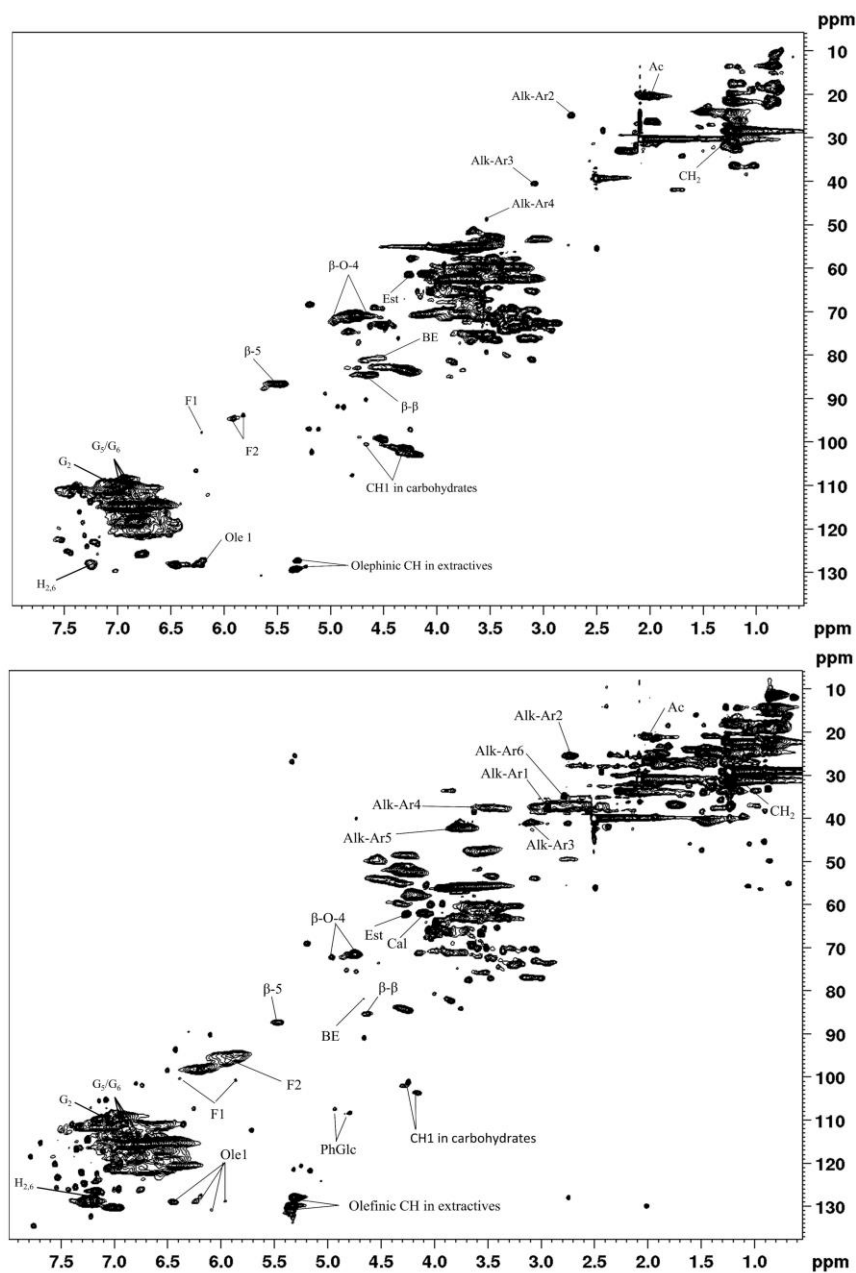 ppm
10
Ac
20
Alk-Ar2
30
Alk-Ar3
CH2
40
Alk-Ar4
50
β-O-4
Est
60
70
BE
β-5
80
β-β
90
F1
F2
G5/G6
100
G2
CH1 in carbohydrates
110
120
Ole 1
Olephinic CH in extractives
H2,6
130
7.5 7.0 6.5 6.0 5.5 5.0 4.5 4.0 3.5 3.0 2.5 2.0 1.5 1.0
ppm ppm
ppm
10
Ac
Alk-Ar2
20
Alk-Ar6
Alk-Ar1
30
Alk-Ar4
CH2
Alk-Ar5
Alk-Ar3
40
50
β-O-4
60
Est
Cal
70
β-5
β-β
80
BE
90
G5/G6
F2
100
G2
F1
CH1 in carbohydrates
PhGlc
110
Ole1
120
H2,6
Olefinic CH in extractives
130
7.5 7.0 6.5 6.0 5.5 5.0 4.5 4.0 3.5 3.0 2.5 2.0 1.5 1.0
ppm ppm